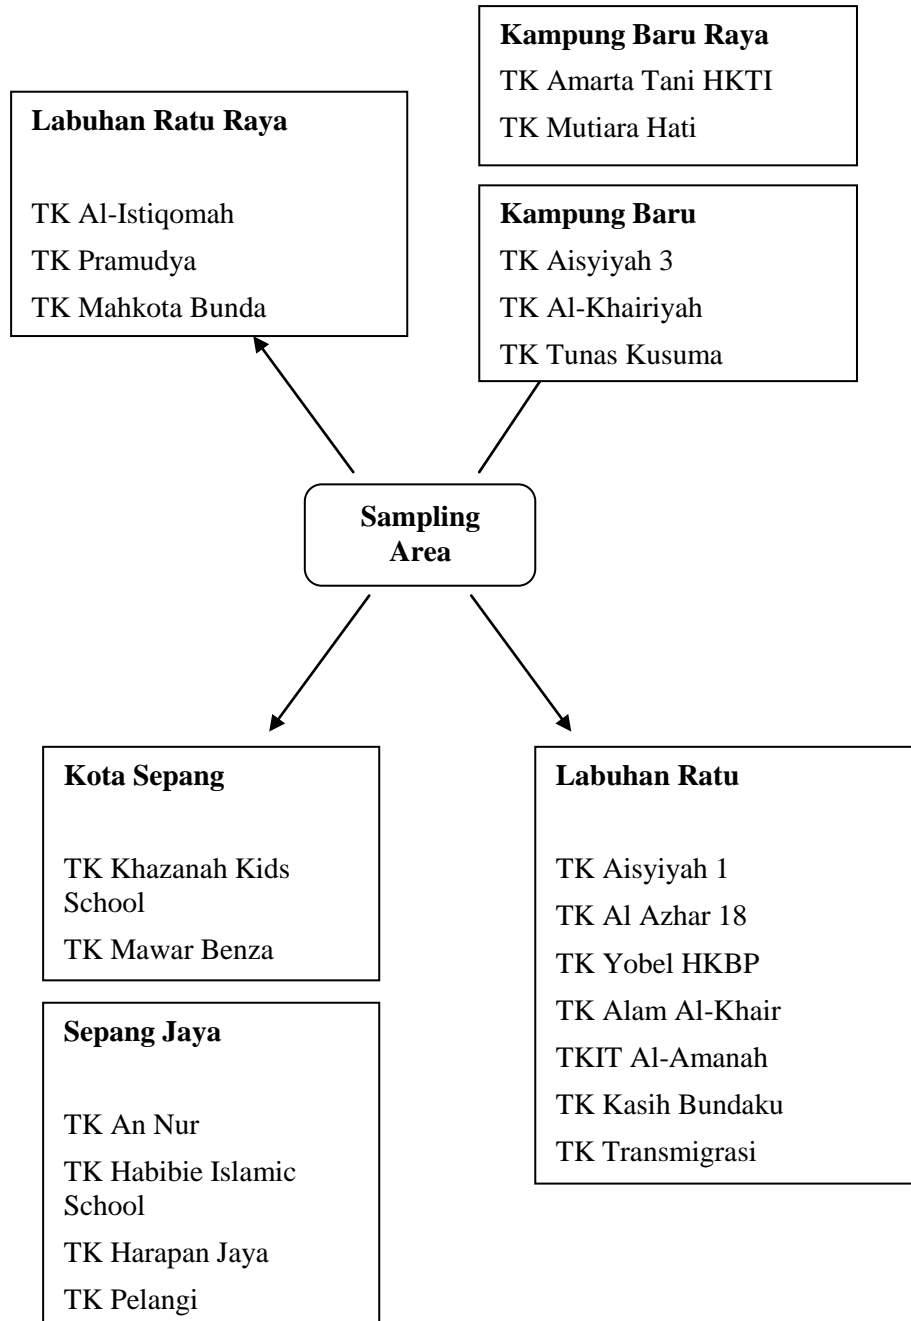 Kampung Baru Raya
TK Amarta Tani HKTI
TK Mutiara Hati
Labuhan Ratu Raya
TK Al-Istiqomah
TK Pramudya
TK Mahkota Bunda
Kampung Baru
TK Aisyiyah 3
TK Al-Khairiyah
TK Tunas Kusuma
Sampling
Area
Kota Sepang
TK Khazanah Kids
School
TK Mawar Benza
Labuhan Ratu
TK Aisyiyah 1
TK Al Azhar 18
TK Yobel HKBP
TK Alam Al-Khair
TKIT Al-Amanah
TK Kasih Bundaku
TK Transmigrasi
Sepang Jaya
TK An Nur
TK Habibie Islamic
School
TK Harapan Jaya
TK Pelangi